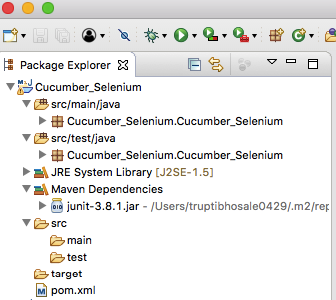 Package Explorer
Cucumber_Selenium
src/main/java
Cucumber_Selenium.Cucumber_Selenium
src/test/java
Cucumber_Selenium.Cucumber_Selenium
JRE System Library [J2SE-1.5]
Maven Dependencies
junit-3.8.1.jar - /Users/truptibhosale0429/.m2/rep
src
main
test
target
pom.xml